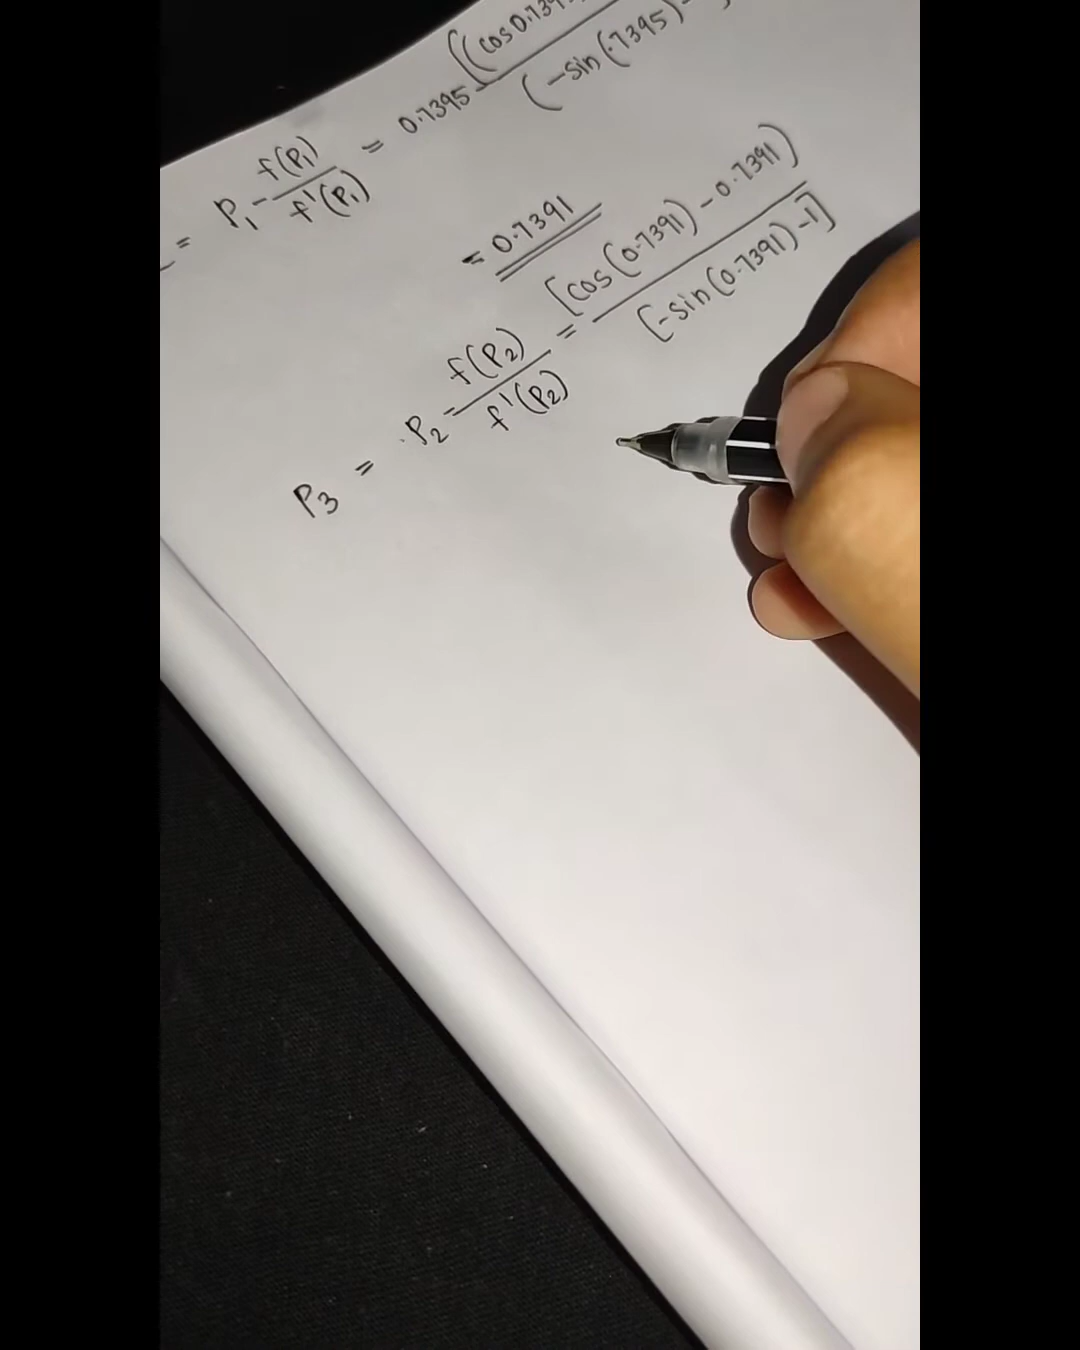 = P₁ - f(P₁)/f'(P₁) = 0.7395 - ((cos 0.739 / (-sin(.7395) -
= 0.7391
P₃ = P₂ - f(P₂)/f'(P₂) = [cos(0.7391) - 0.7391) / [-sin(0.7391) - 1]